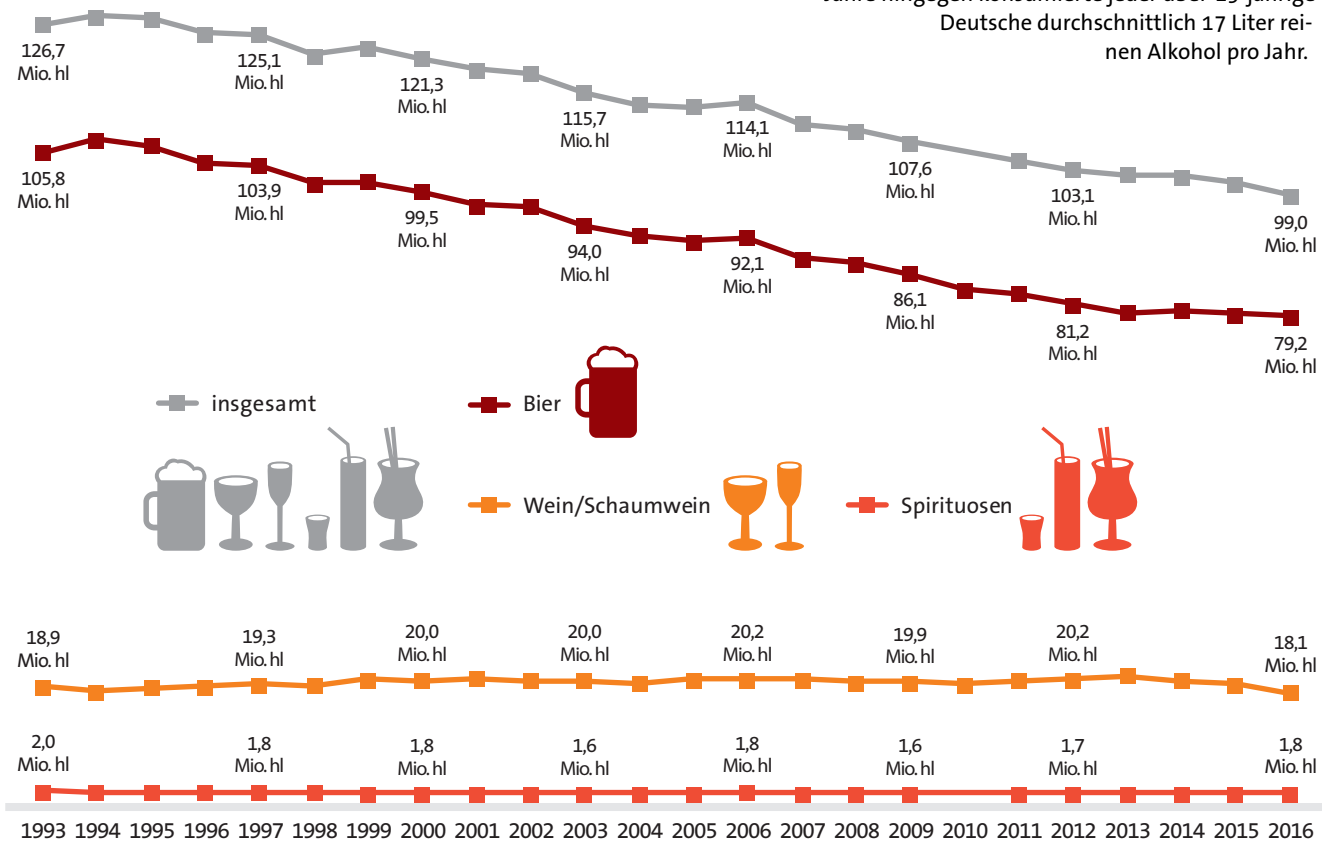 Deutsche durchschnittlich 17 Liter rei-
nen Alkohol pro Jahr.
126,7
Mio. hl
125,1
Mio. hl
121,3
Mio. hl
115,7
Mio. hl
114,1
Mio. hl
107,6
Mio. hl
103,1
Mio. hl
99,0
Mio. hl
105,8
Mio. hl
103,9
Mio. hl
99,5
Mio. hl
94,0
Mio. hl
92,1
Mio. hl
86,1
Mio. hl
81,2
Mio. hl
79,2
Mio. hl
insgesamt
Bier
Wein/Schaumwein
Spirituosen
18,9
Mio. hl
19,3
Mio. hl
20,0
Mio. hl
20,0
Mio. hl
20,2
Mio. hl
19,9
Mio. hl
20,2
Mio. hl
18,1
Mio. hl
2,0
Mio. hl
1,8
Mio. hl
1,8
Mio. hl
1,6
Mio. hl
1,8
Mio. hl
1,6
Mio. hl
1,7
Mio. hl
1,8
Mio. hl
1993 1994 1995 1996 1997 1998 1999 2000 2001 2002 2003 2004 2005 2006 2007 2008 2009 2010 2011 2012 2013 2014 2015 2016